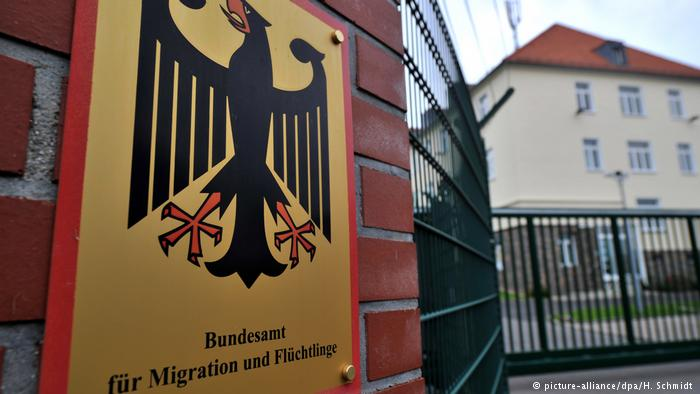 Bundesamt
für Migration und Flüchtlinge
© picture-alliance/dpa/H. Schmidt